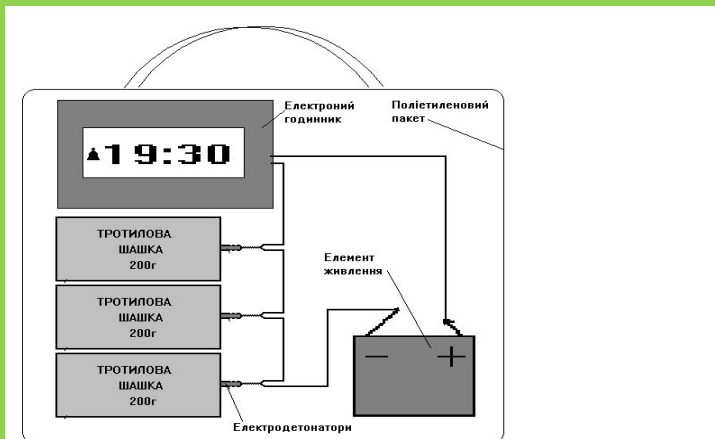 Електроний
годинник
Поліетиленовий
пакет
19:30
ТРОТИЛОВА
ШАШКА
200г
Елемент
живлення
ТРОТИЛОВА
ШАШКА
200г
ТРОТИЛОВА
ШАШКА
200г
Електродетонатори